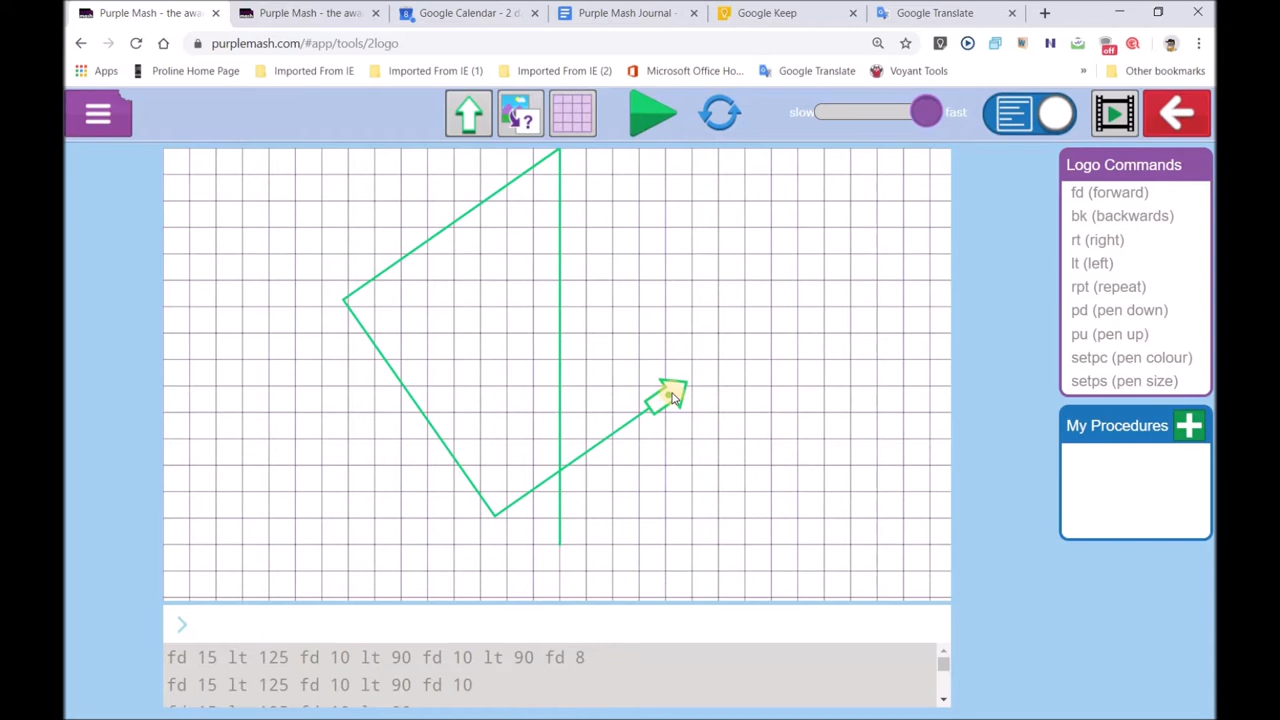 Purple Mash - the awa
Purple Mash - the awa
Google Calendar - 2 d
Purple Mash Journal -
Google Keep
Google Translate
purplemash.com/#app/tools/2logo
off
Apps
Proline Home Page
Imported From IE
Imported From IE (1)
Imported From IE (2)
Microsoft Office Ho...
Google Translate
Voyant Tools
»
Other bookmarks
?
slow
fast
Logo Commands
fd (forward)
bk (backwards)
rt (right)
lt (left)
rpt (repeat)
pd (pen down)
pu (pen up)
setpc (pen colour)
setps (pen size)
My Procedures
>
fd 15 lt 125 fd 10 lt 90 fd 10 lt 90 fd 8
fd 15 lt 125 fd 10 lt 90 fd 10